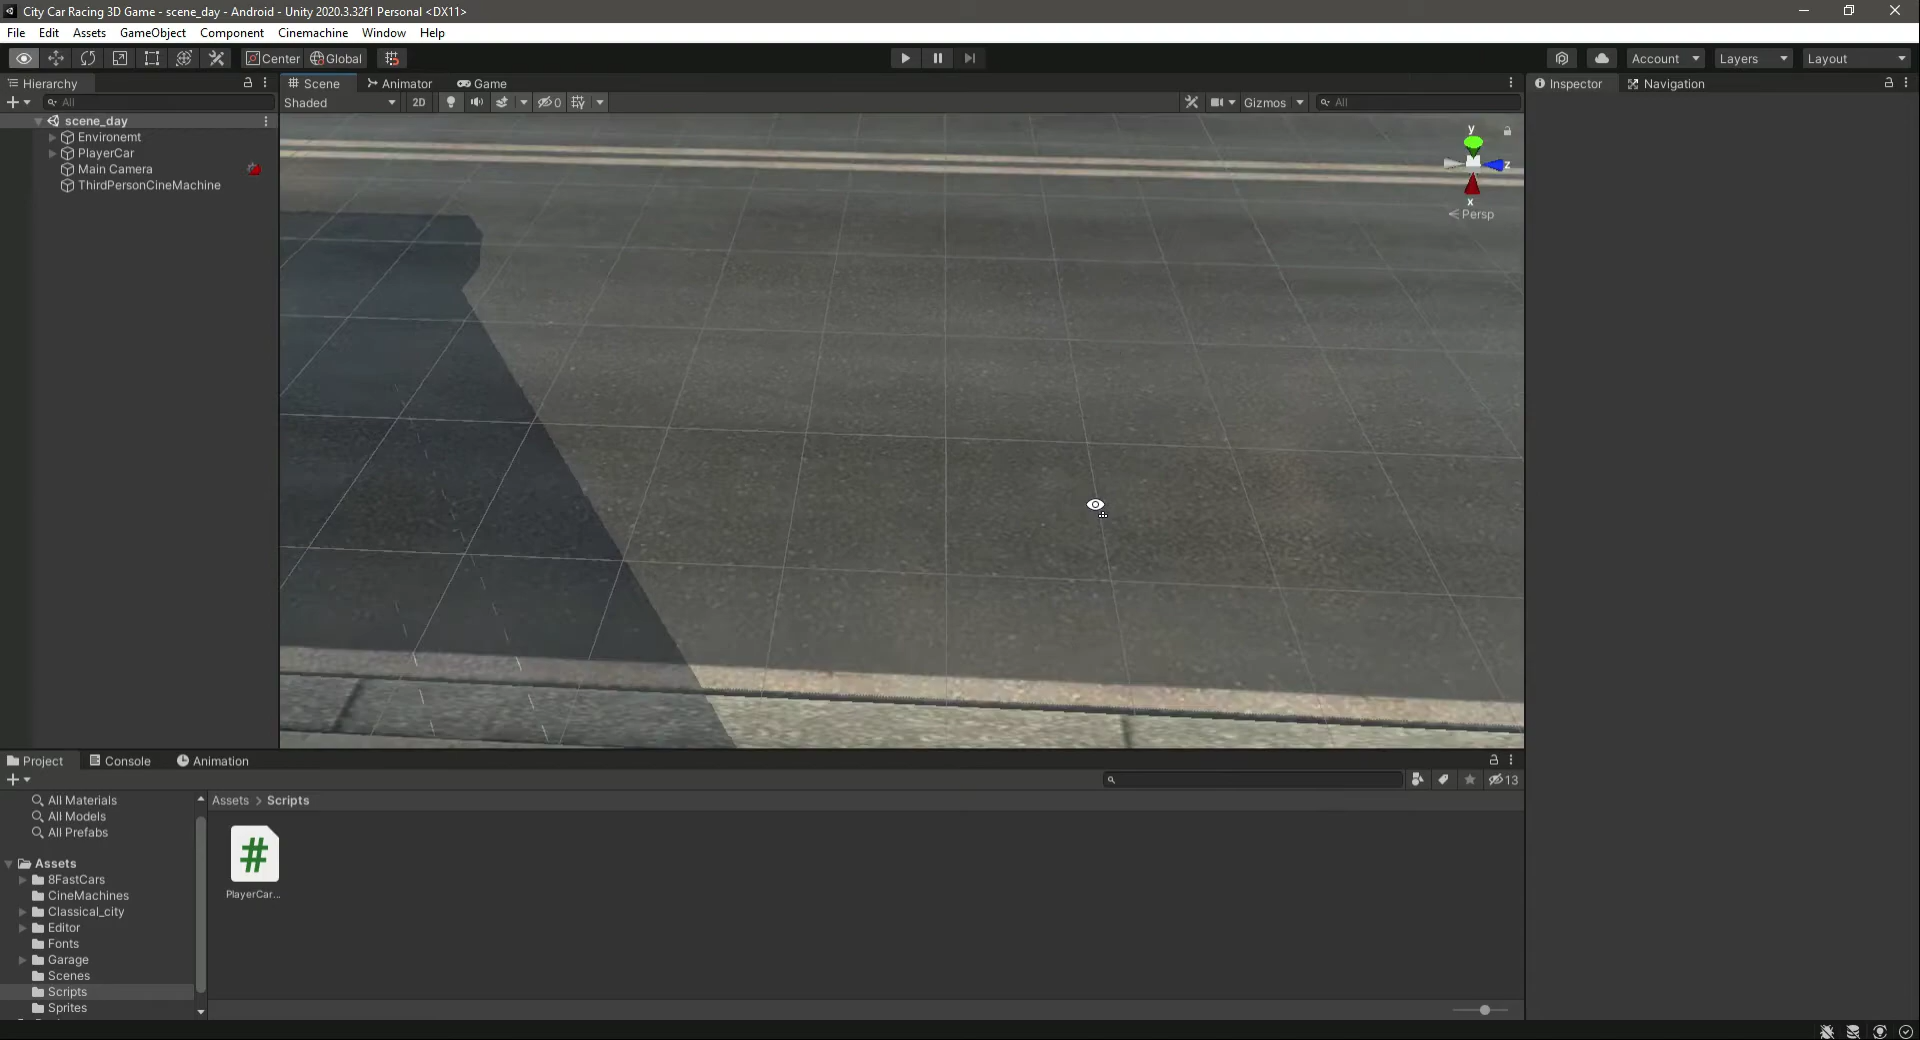 City Car Racing 3D Game - scene_day - Android - Unity 2020.3.32f1 Personal <DX11>
File Edit Assets GameObject Component Cinemachine Window Help
Center Global Account Layers Layout
Hierarchy Scene Animator Game Inspector Navigation
All Shaded 2D 0 Gizmos All
scene_day
Environemt
PlayerCar
Main Camera
ThirdPersonCineMachine
y
z
x
Persp
Project Console Animation
13
All Materials
All Models
All Prefabs
Assets > Scripts
Assets
8FastCars
CineMachines
Classical_city
Editor
Fonts
Garage
Scenes
Scripts
Sprites
#
PlayerCar...